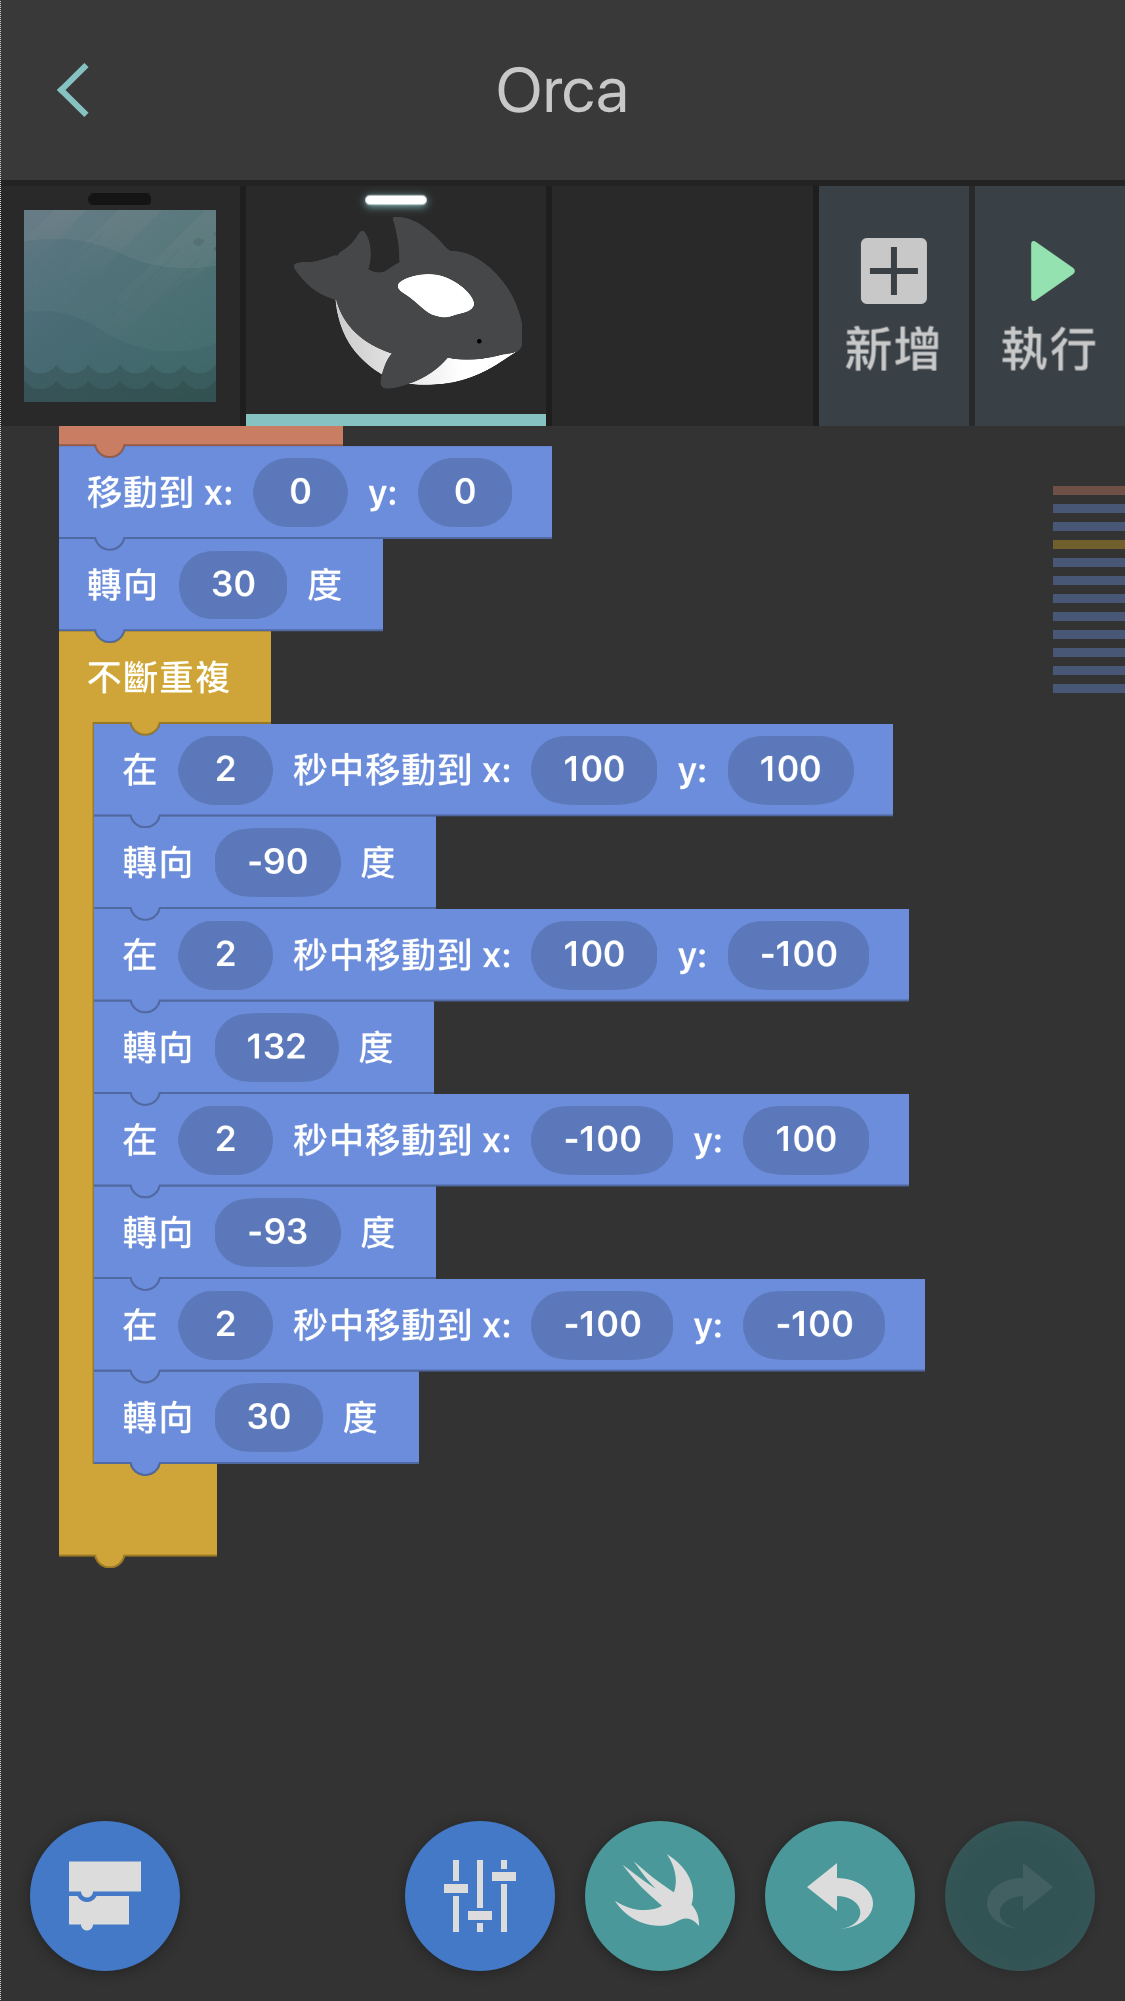 Orca
新增
執行
移動到 x: 0 y: 0
轉向 30 度
不斷重複
在 2 秒中移動到 x: 100 y: 100
轉向 -90 度
在 2 秒中移動到 x: 100 y: -100
轉向 132 度
在 2 秒中移動到 x: -100 y: 100
轉向 -93 度
在 2 秒中移動到 x: -100 y: -100
轉向 30 度